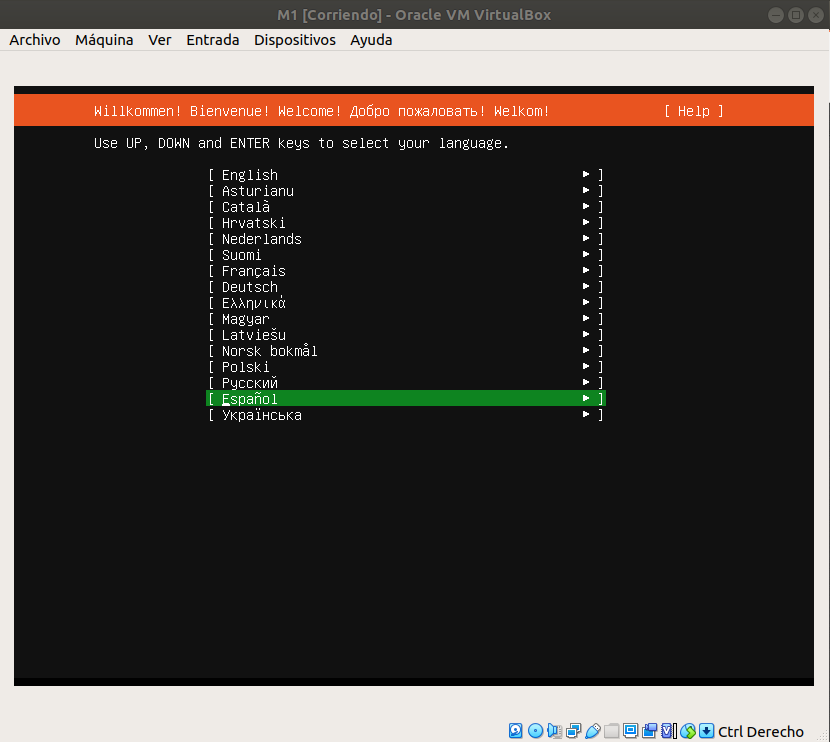 M1 [Corriendo] - Oracle VM VirtualBox
Archivo Máquina Ver Entrada Dispositivos Ayuda
Willkommen! Bienvenue! Welcome! Добро пожаловать! Welkom! [ Help ]
Use UP, DOWN and ENTER keys to select your language.
[ English ▸ ]
[ Asturianu ▸ ]
[ Català ▸ ]
[ Hrvatski ▸ ]
[ Nederlands ▸ ]
[ Suomi ▸ ]
[ Français ▸ ]
[ Deutsch ▸ ]
[ Ελληνικά ▸ ]
[ Magyar ▸ ]
[ Latviešu ▸ ]
[ Norsk bokmål ▸ ]
[ Polski ▸ ]
[ Русский ▸ ]
[ Español ▸ ]
[ Українська ▸ ]
Ctrl Derecho